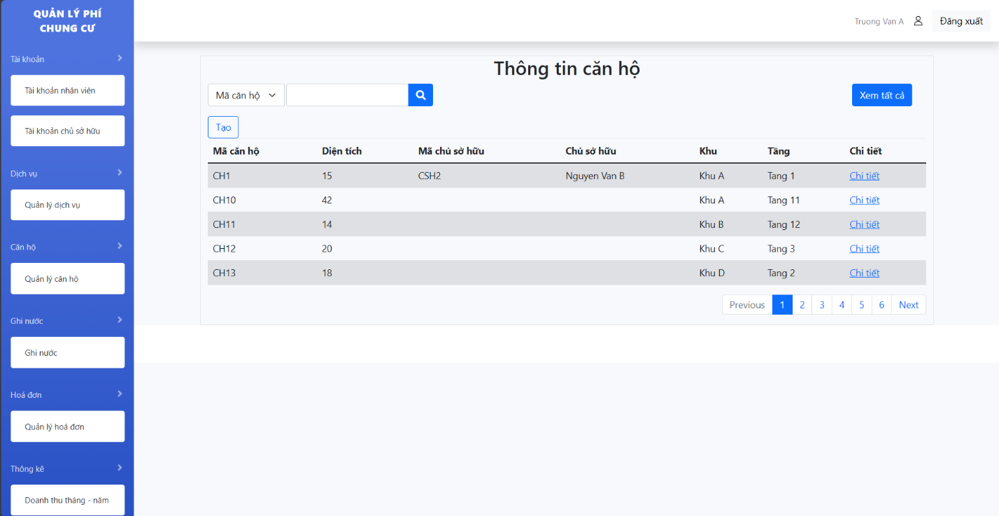 QUẢN LÝ PHÍ
CHUNG CƯ
Truong Van A
Đăng xuất
Tài khoản
Tài khoản nhân viên
Tài khoản chủ sở hữu
Dịch vụ
Quản lý dịch vụ
Căn hộ
Quản lý căn hộ
Ghi nước
Ghi nước
Hoá đơn
Quản lý hoá đơn
Thống kê
Doanh thu tháng - năm
Thông tin căn hộ
Mã căn hộ
Xem tất cả
Tạo
Mã căn hộ Diện tích Mã chủ sở hữu Chủ sở hữu Khu Tầng Chi tiết
CH1 15 CSH2 Nguyen Van B Khu A Tang 1 Chi tiết
CH10 42 Khu A Tang 11 Chi tiết
CH11 14 Khu B Tang 12 Chi tiết
CH12 20 Khu C Tang 3 Chi tiết
CH13 18 Khu D Tang 2 Chi tiết
Previous 1 2 3 4 5 6 Next